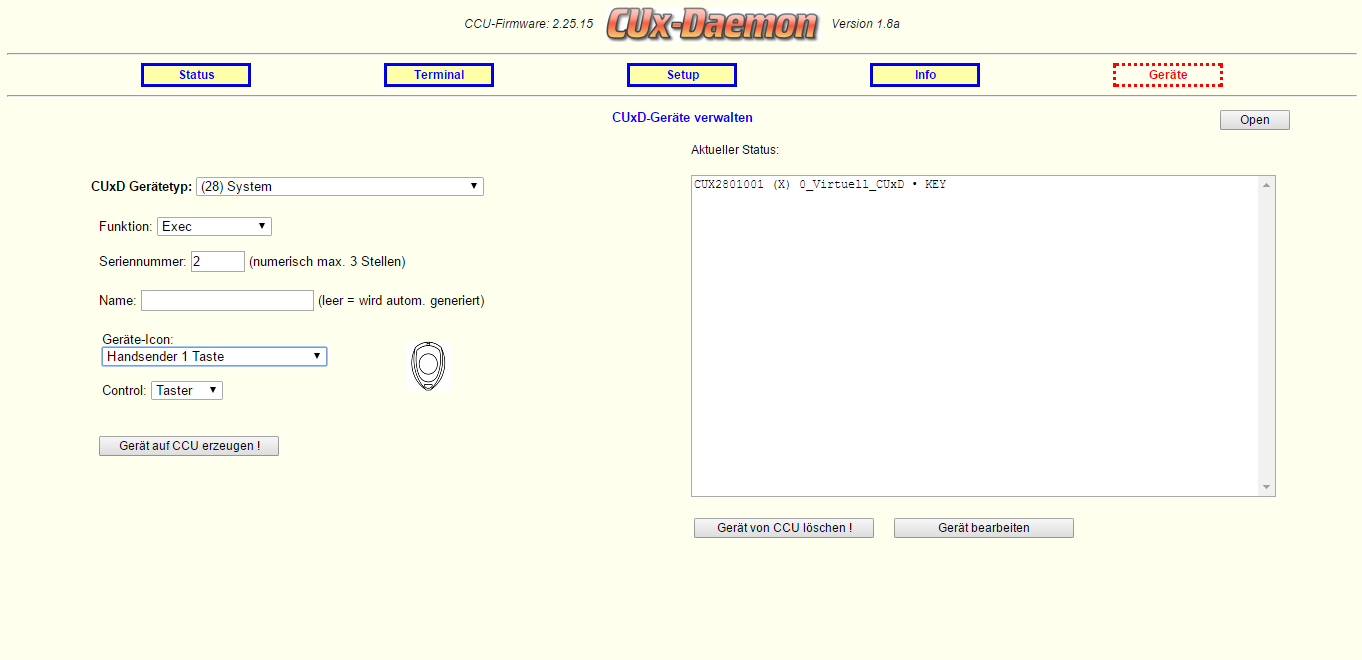 CCU-Firmware: 2.25.15 CUx-Daemon Version 1.8a
Status Terminal Setup Info Geräte
CUxD-Geräte verwalten
Open
Aktueller Status:
CUxD Gerätetyp: (28) System
CUX2801001 (X) 0_Virtuell_CUxD • KEY
Funktion: Exec
Seriennummer: 2 (numerisch max. 3 Stellen)
Name: (leer = wird autom. generiert)
Geräte-Icon:
Handsender 1 Taste
Control: Taster
Gerät auf CCU erzeugen !
Gerät von CCU löschen ! Gerät bearbeiten